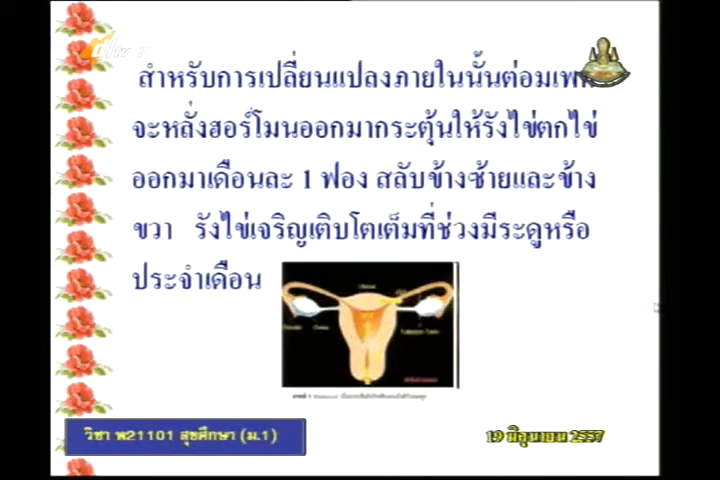 สำหรับการเปลี่ยนแปลงภายในนั้นต่อมเพศ
จะหลั่งฮอร์โมนออกมากระตุ้นให้รังไข่ตกไข่
ออกมาเดือนละ 1 ฟอง สลับข้างซ้ายและข้าง
ขวา รังไข่เจริญเติบโตเต็มที่ช่วงมีระดูหรือ
ประจำเดือน
วิชา พ21101 สุขศึกษา (ม.1)
19 มิถุนายน 2557